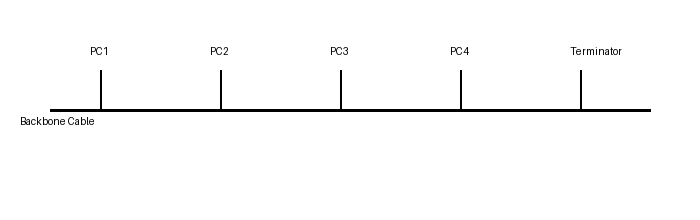 PC1 PC2 PC3 PC4 Terminator
Backbone Cable